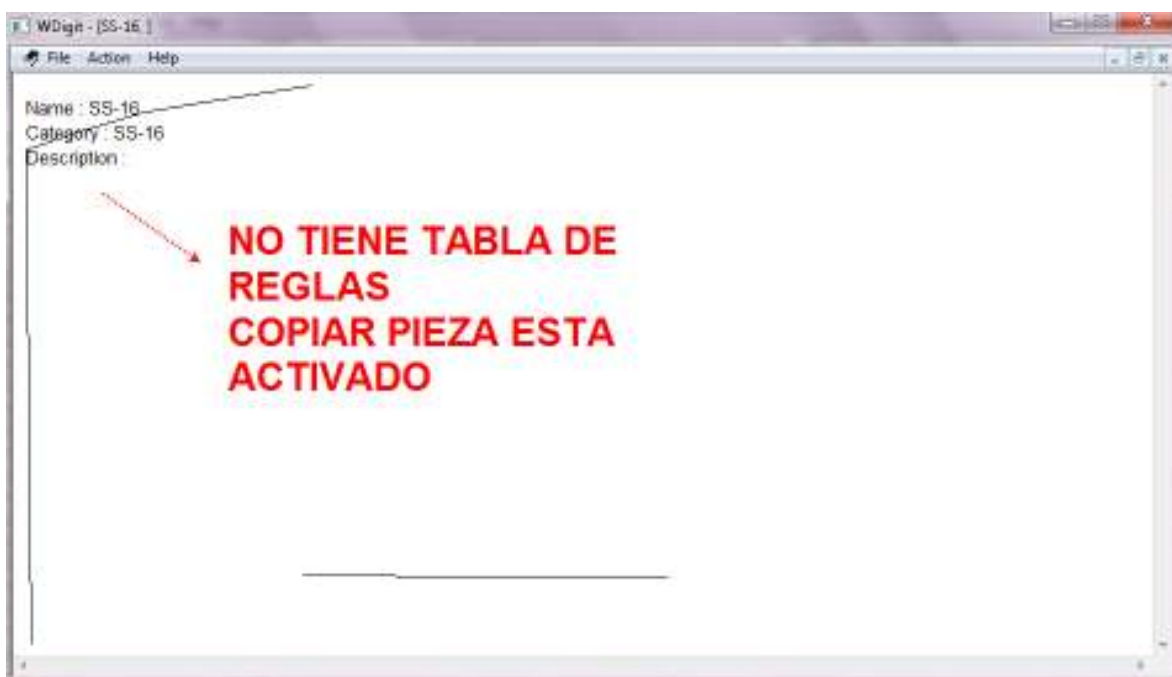 WDigit - [SS-16 ]
File Action Help
Name : SS-16
Category : SS-16
Description :
NO TIENE TABLA DE
REGLAS
COPIAR PIEZA ESTA
ACTIVADO